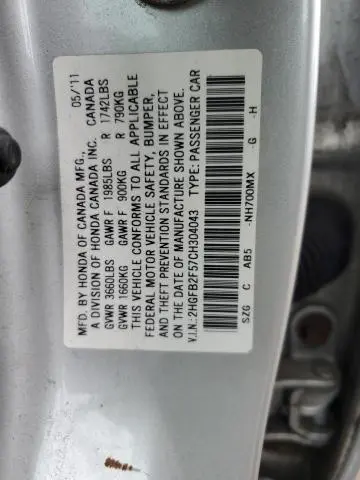 MFD. BY HONDA OF CANADA MFG., 05/'11
A DIVISION OF HONDA CANADA INC. CANADA
GVWR 3660LBS GAWR F 1985LBS R 1742LBS
GVWR 1660KG GAWR F 900KG R 790KG
THIS VEHICLE CONFORMS TO ALL APPLICABLE
FEDERAL MOTOR VEHICLE SAFETY, BUMPER,
AND THEFT PREVENTION STANDARDS IN EFFECT
ON THE DATE OF MANUFACTURE SHOWN ABOVE.
V.I.N.:2HGFB2F57CH304043 TYPE: PASSENGER CAR
SZG C AB5 -NH700MX -G -H